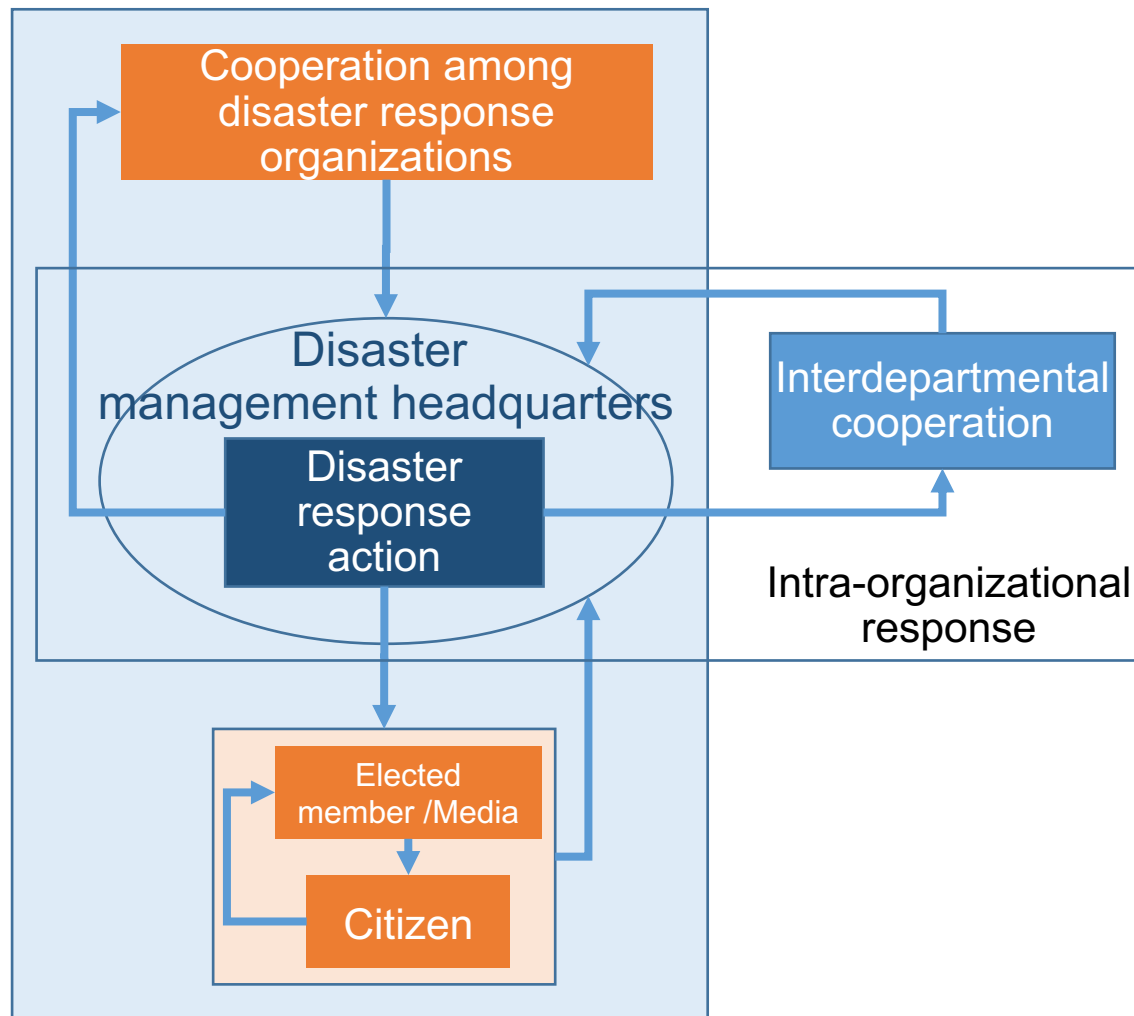 Cooperation among
disaster response
organizations
Disaster
management headquarters
Interdepartmental
cooperation
Disaster
response
action
Intra-organizational
response
Elected
member /Media
Citizen